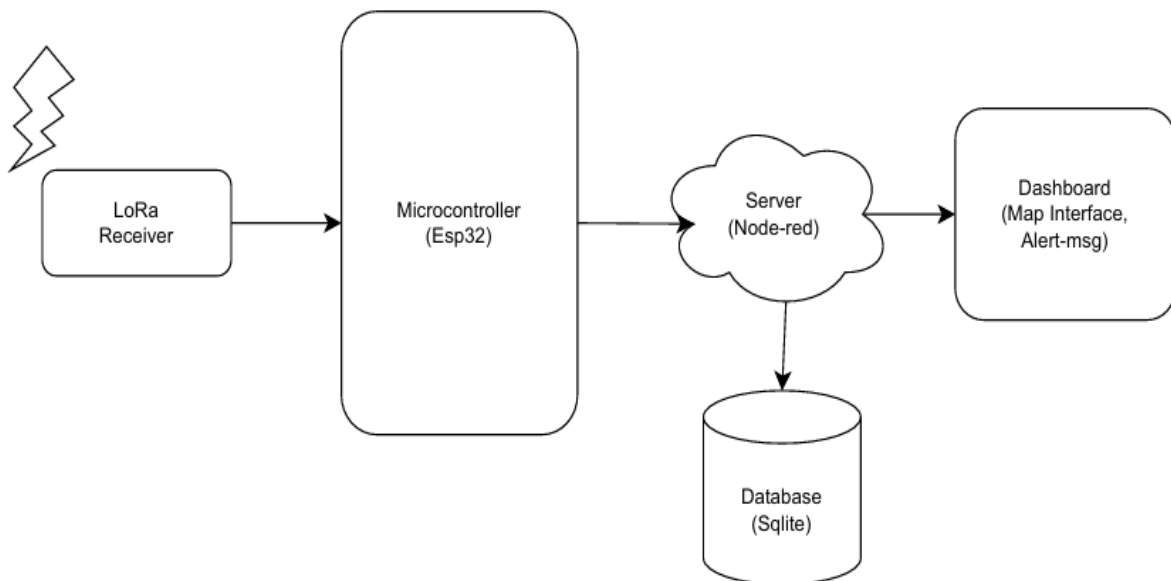 LoRa
Receiver
Microcontroller
(Esp32)
Server
(Node-red)
Dashboard
(Map Interface,
Alert-msg)
Database
(Sqlite)